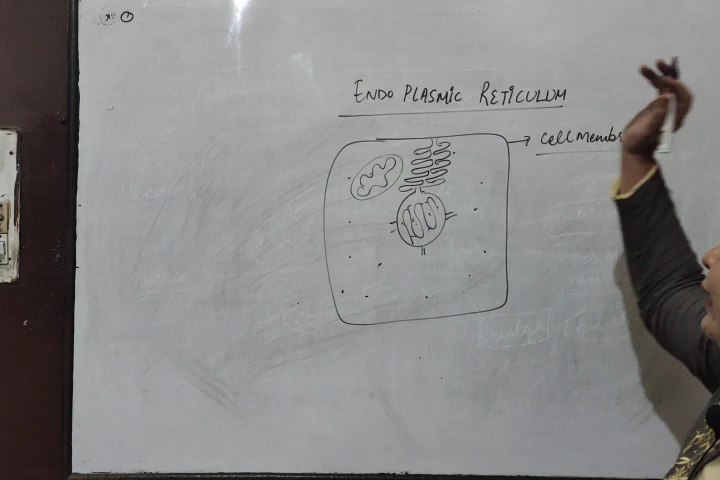 ENDO PLASMIC RETICULUM
→ cell memb